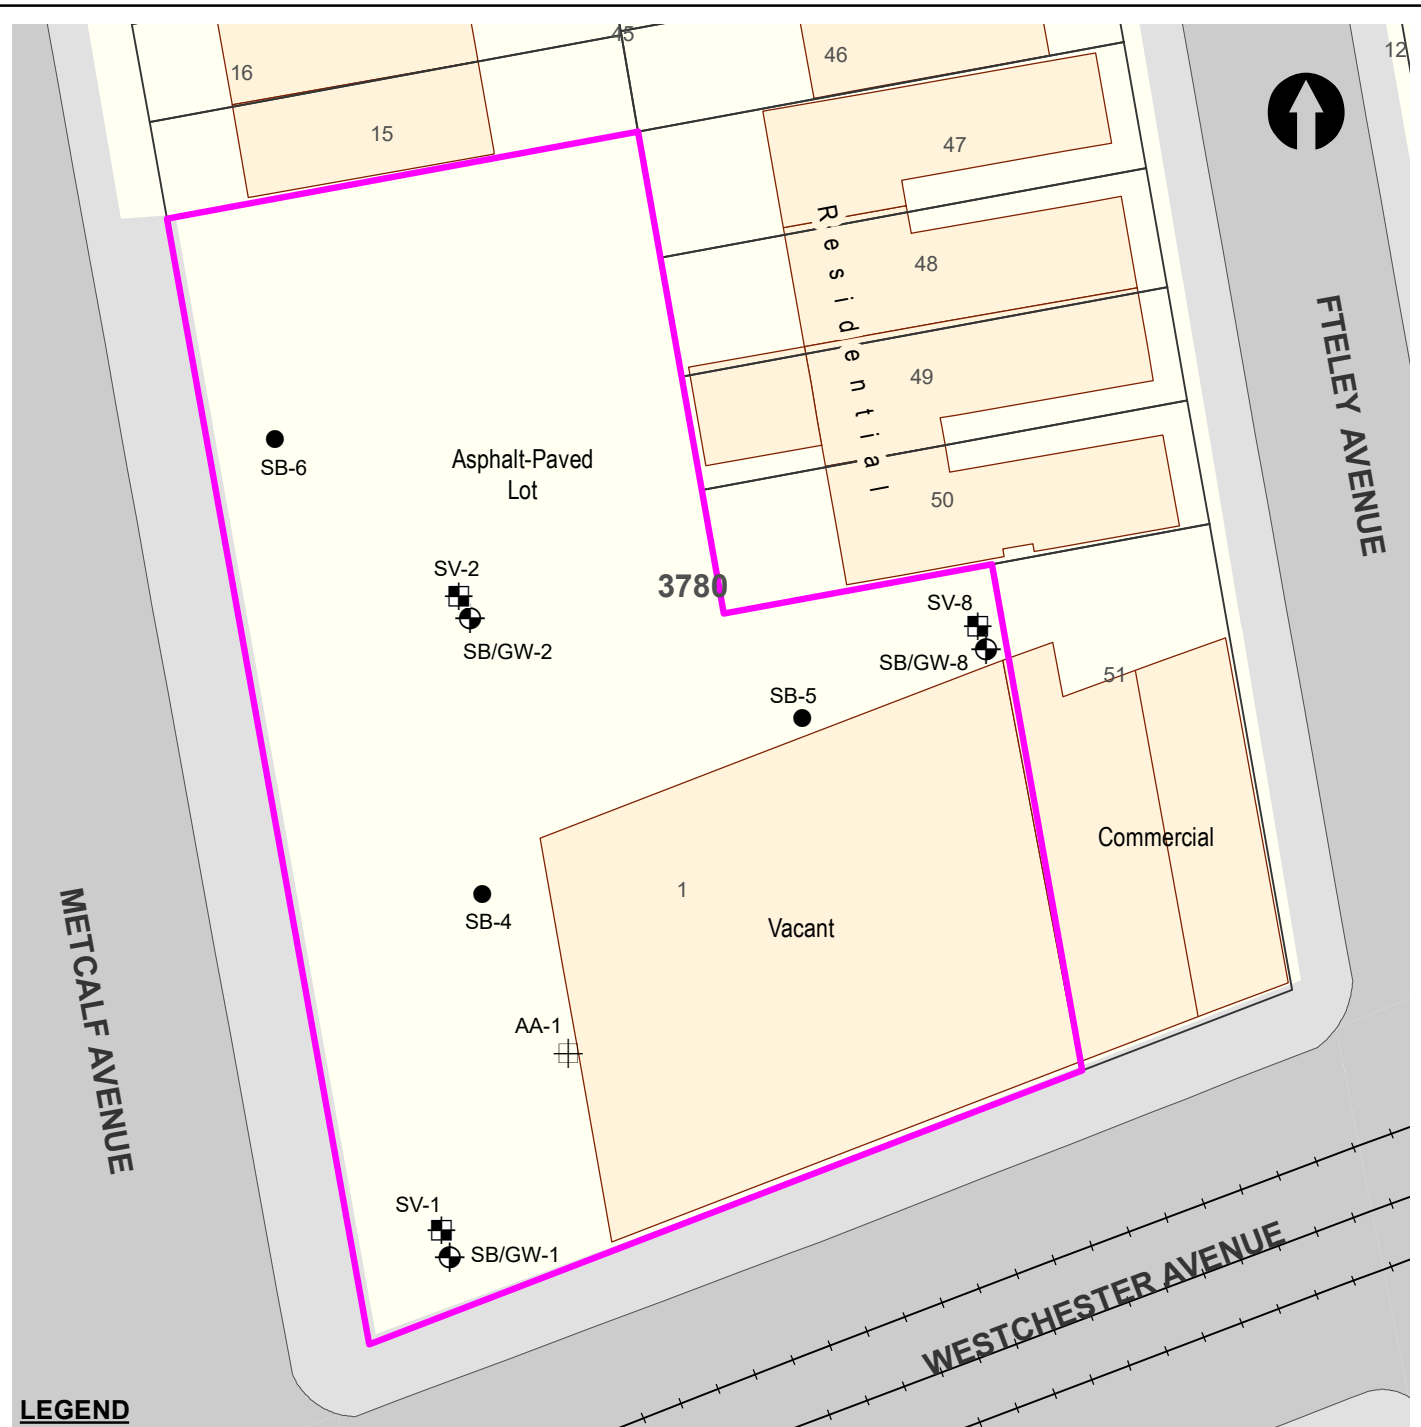 45
46
12
16
15
47
Residential
48
49
50
FTELEY AVENUE
SB-6
Asphalt-Paved
Lot
SV-2
3780
SB/GW-2
SV-8
SB/GW-8
51
SB-5
Commercial
1
Vacant
SB-4
METCALF AVENUE
AA-1
SV-1
SB/GW-1
WESTCHESTER AVENUE
LEGEND